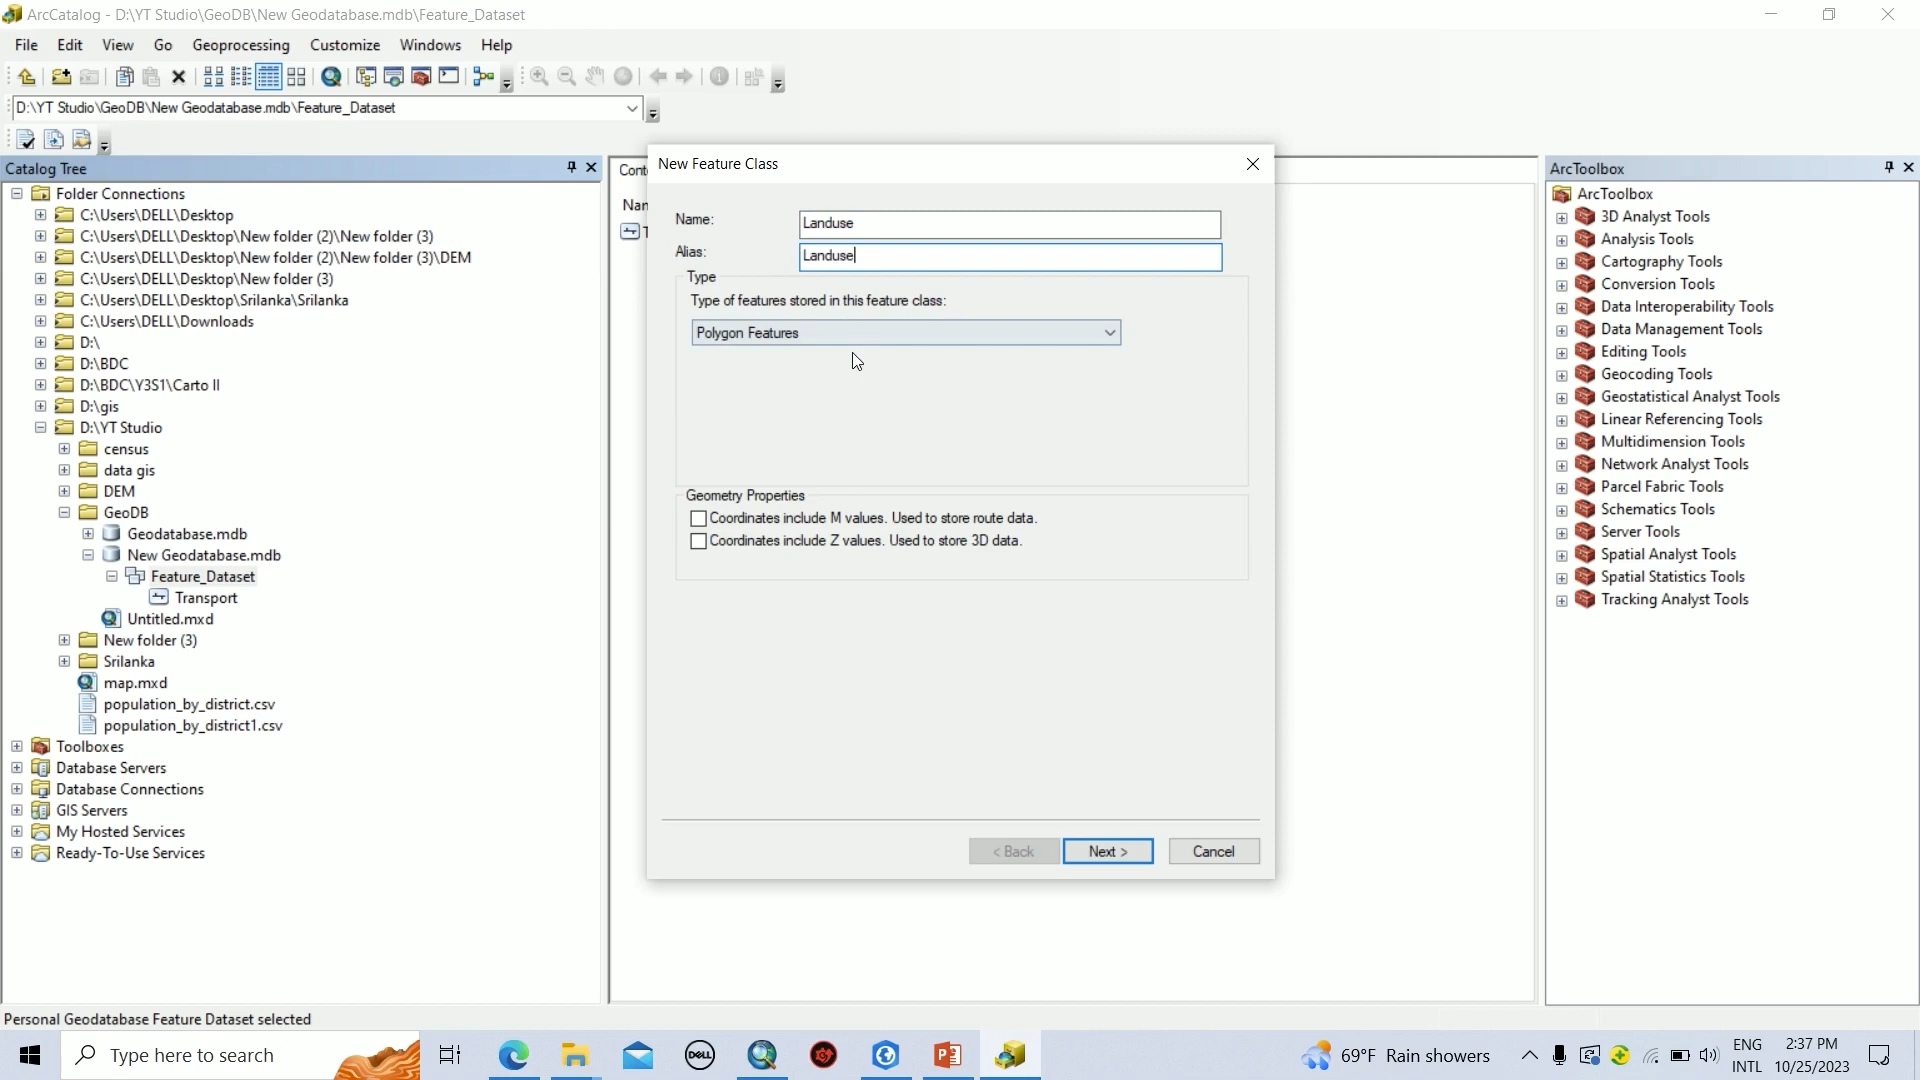 ArcCatalog - D:\YT Studio\GeoDB\New Geodatabase.mdb\Feature_Dataset
File Edit View Go Geoprocessing Customize Windows Help
D:\YT Studio\GeoDB\New Geodatabase.mdb\Feature_Dataset
Catalog Tree
Folder Connections
C:\Users\DELL\Desktop
C:\Users\DELL\Desktop\New folder (2)\New folder (3)
C:\Users\DELL\Desktop\New folder (2)\New folder (3)\DEM
C:\Users\DELL\Desktop\New folder (3)
C:\Users\DELL\Desktop\Srilanka\Srilanka
C:\Users\DELL\Downloads
D:\
D:\BDC
D:\BDC\Y3S1\Carto II
D:\gis
D:\YT Studio
census
data gis
DEM
GeoDB
Geodatabase.mdb
New Geodatabase.mdb
Feature_Dataset
Transport
Untitled.mxd
New folder (3)
Srilanka
map.mxd
population_by_district.csv
population_by_district1.csv
Toolboxes
Database Servers
Database Connections
GIS Servers
My Hosted Services
Ready-To-Use Services
Cont
Nan
T
New Feature Class
Name: Landuse
Alias: Landuse
Type
Type of features stored in this feature class:
Polygon Features
Geometry Properties
Coordinates include M values. Used to store route data.
Coordinates include Z values. Used to store 3D data.
< Back Next > Cancel
ArcToolbox
ArcToolbox
3D Analyst Tools
Analysis Tools
Cartography Tools
Conversion Tools
Data Interoperability Tools
Data Management Tools
Editing Tools
Geocoding Tools
Geostatistical Analyst Tools
Linear Referencing Tools
Multidimension Tools
Network Analyst Tools
Parcel Fabric Tools
Schematics Tools
Server Tools
Spatial Analyst Tools
Spatial Statistics Tools
Tracking Analyst Tools
Personal Geodatabase Feature Dataset selected
Type here to search
DELL
69°F Rain showers
ENG
INTL
2:37 PM
10/25/2023